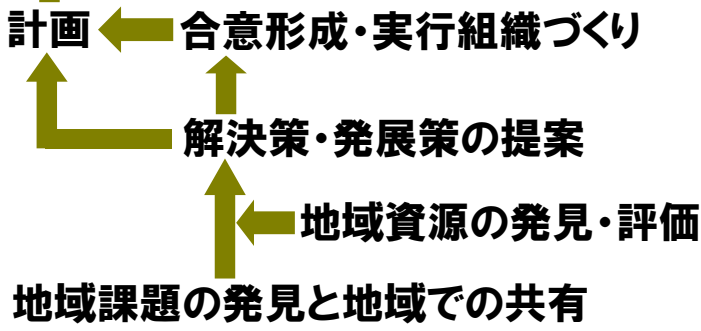 計画
合意形成・実行組織づくり
解決策・発展策の提案
地域資源の発見・評価
地域課題の発見と地域での共有